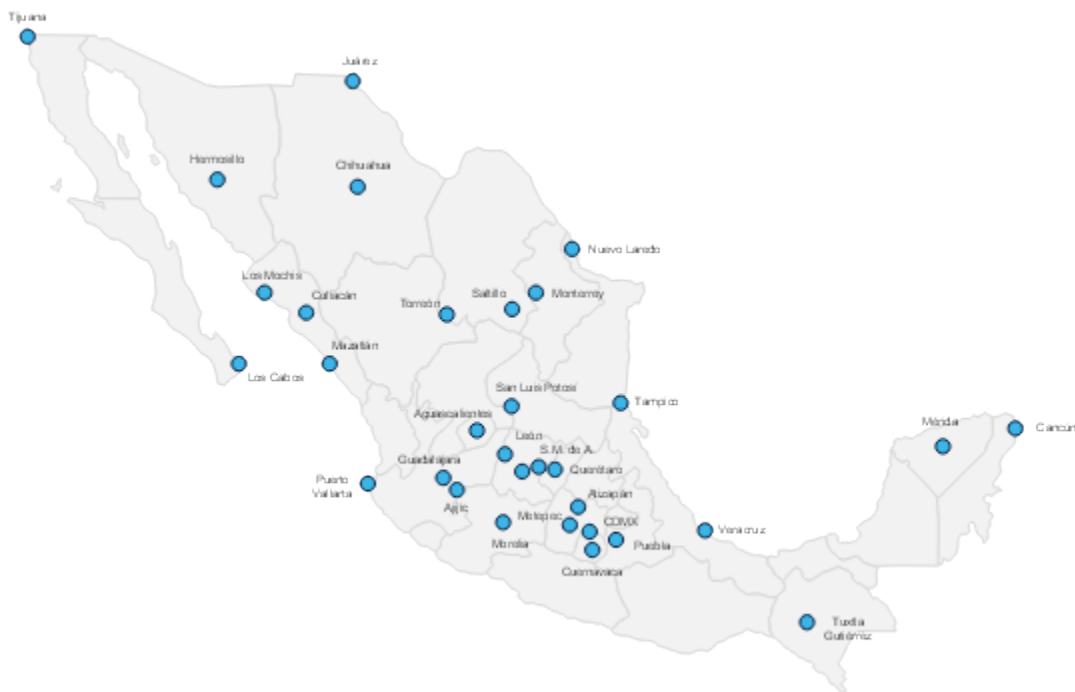 Tijuana
Juárez
Hermosillo
Chihuahua
Nuevo Laredo
Los Mochis
Culiacán
Torreón
Saltillo
Monterrey
Mazatlán
Los Cabos
San Luis Potosí
Tampico
Aguascalientes
Mérida
Cancún
León
S.M. de A.
Guadalajara
Querétaro
Puerto
Vallarta
Ajijic
Atizapán
Metepec
CDMX
Veracruz
Morelia
Puebla
Cuernavaca
Tuxtla
Gutiérrez